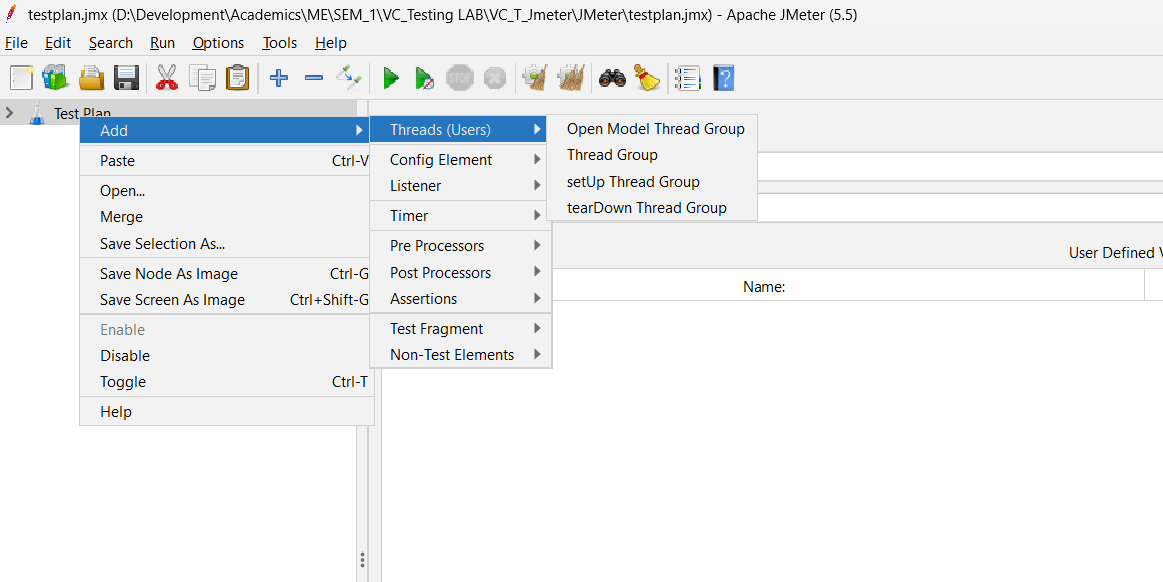 testplan.jmx (D:\Development\Academics\ME\SEM_1\VC_Testing LAB\VC_T_Jmeter\JMeter\testplan.jmx) - Apache JMeter (5.5)
File Edit Search Run Options Tools Help
STOP
Test Plan
Add
Paste Ctrl-V
Open...
Merge
Save Selection As...
Save Node As Image Ctrl-G
Save Screen As Image Ctrl+Shift-G
Enable
Disable
Toggle Ctrl-T
Help
Threads (Users)
Config Element
Listener
Timer
Pre Processors
Post Processors
Assertions
Test Fragment
Non-Test Elements
Open Model Thread Group
Thread Group
setUp Thread Group
tearDown Thread Group
User Defined
Name: